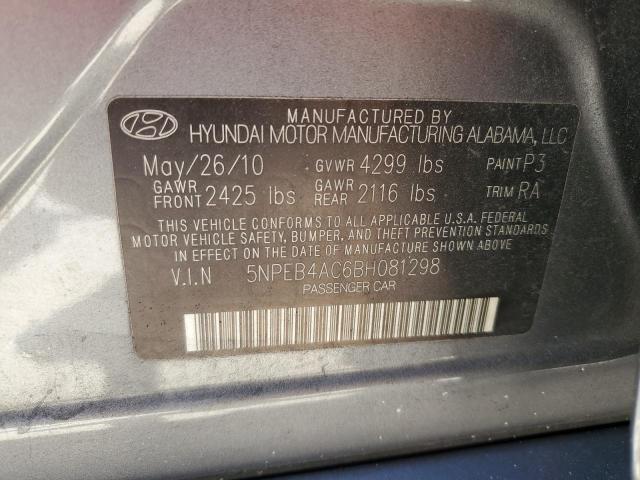 MANUFACTURED BY
HYUNDAI MOTOR MANUFACTURING ALABAMA, LLC
May/26/10 GVWR 4299 lbs PAINT P3
GAWR FRONT 2425 lbs GAWR REAR 2116 lbs TRIM RA
THIS VEHICLE CONFORMS TO ALL APPLICABLE U.S.A. FEDERAL
MOTOR VEHICLE SAFETY, BUMPER, AND THEFT PREVENTION STANDARDS
IN EFFECT ON THE DATE OF MANUFACTURE SHOWN ABOVE.
V.I.N 5NPEB4AC6BH081298
PASSENGER CAR